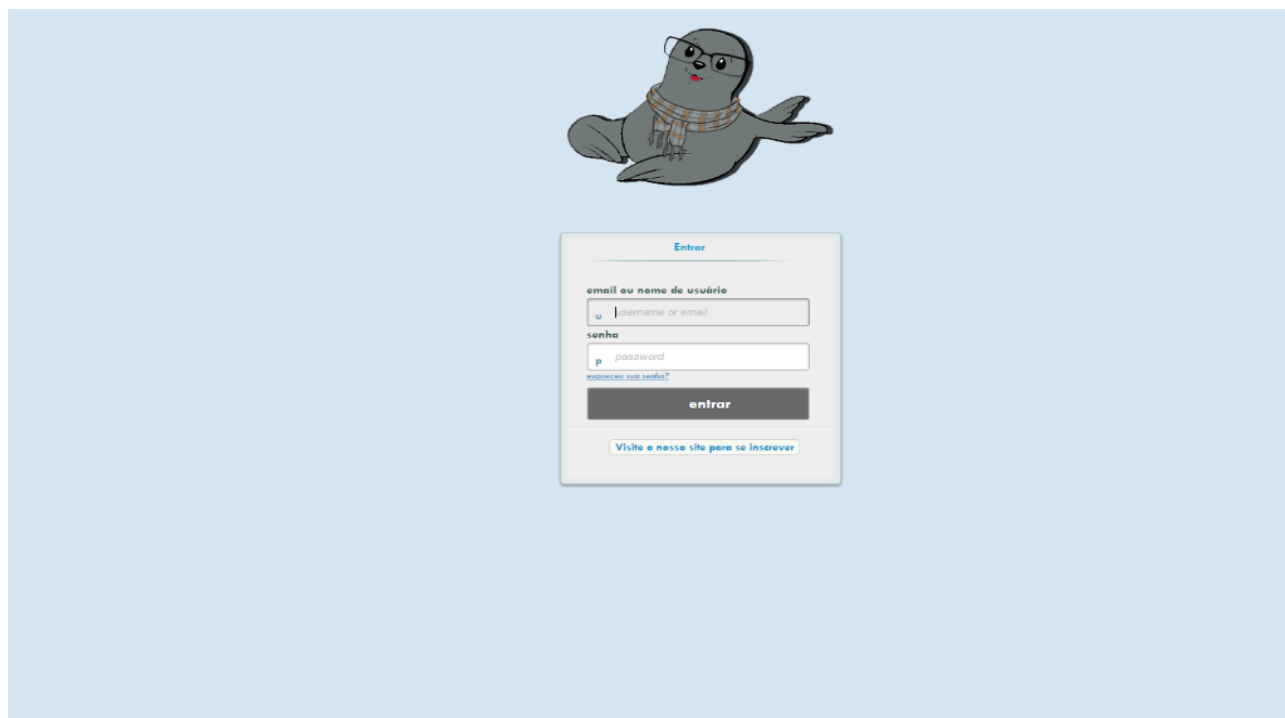 Entrar
email ou nome de usuário
u username or email
senha
p password
esqueceu sua senha?
entrar
Visite o nosso site para se inscrever